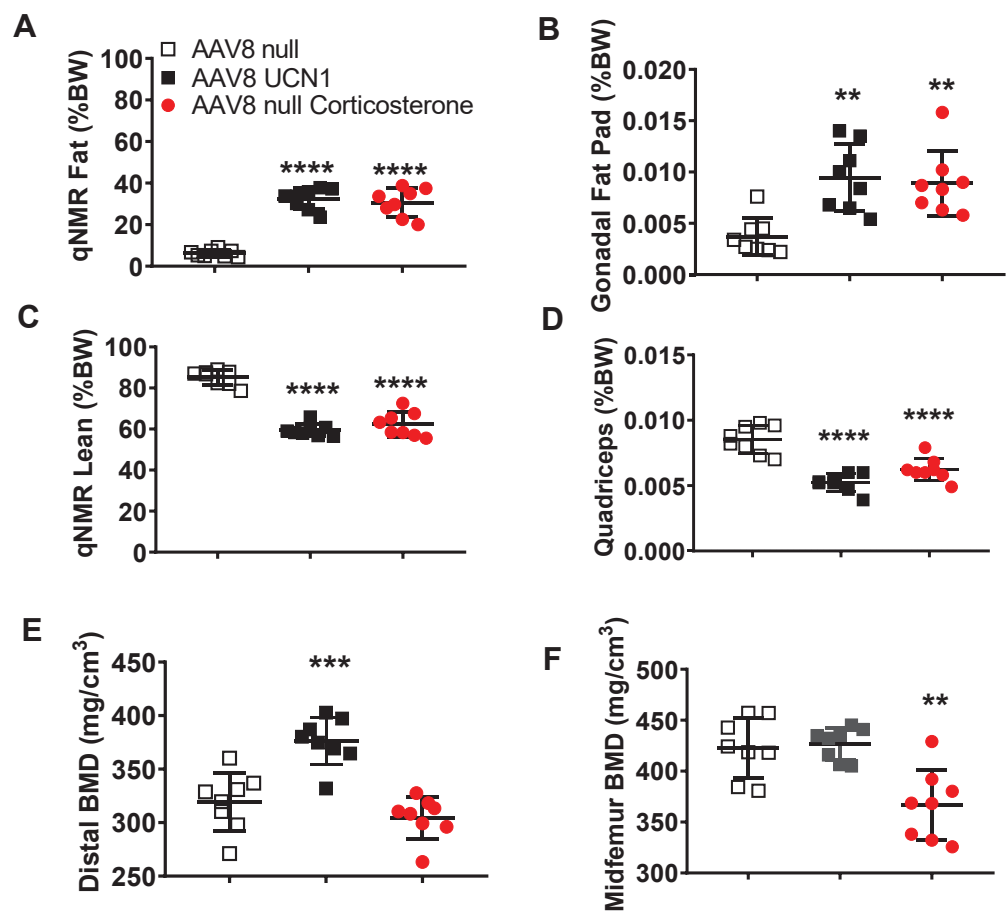 A
qNMR Fat (%BW)
100
80
60
40
20
0
AAV8 null
AAV8 UCN1
AAV8 null Corticosterone
****
****
B
Gonadal Fat Pad (%BW)
0.020
0.015
0.010
0.005
0.000
**
**
C
qNMR Lean (%BW)
100
80
60
40
20
0
****
****
D
Quadriceps (%BW)
0.015
0.010
0.005
0.000
****
****
E
Distal BMD (mg/cm³)
450
400
350
300
250
***
F
Midfemur BMD (mg/cm³)
500
450
400
350
300
**